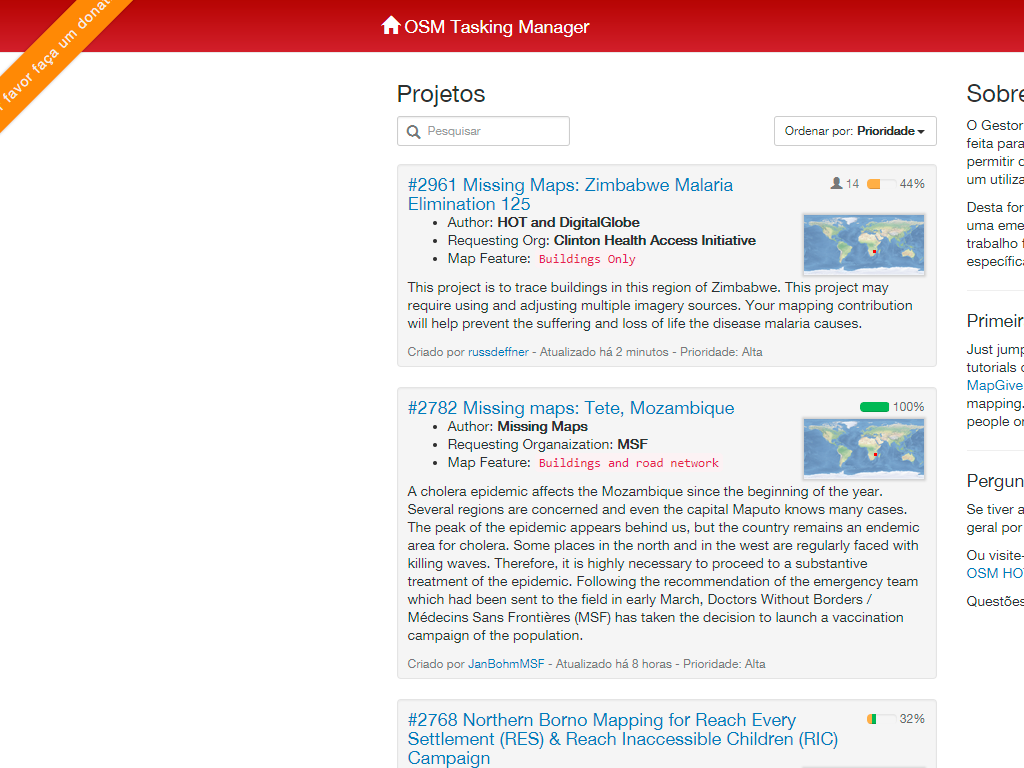 favor faça um donat
OSM Tasking Manager
Projetos
Pesquisar
Ordenar por: Prioridade
#2961 Missing Maps: Zimbabwe Malaria
Elimination 125
14
44%
Author: HOT and DigitalGlobe
Requesting Org: Clinton Health Access Initiative
Map Feature: Buildings Only
This project is to trace buildings in this region of Zimbabwe. This project may
require using and adjusting multiple imagery sources. Your mapping contribution
will help prevent the suffering and loss of life the disease malaria causes.
Criado por russdeffner - Atualizado há 2 minutos - Prioridade: Alta
#2782 Missing maps: Tete, Mozambique
100%
Author: Missing Maps
Requesting Organaization: MSF
Map Feature: Buildings and road network
A cholera epidemic affects the Mozambique since the beginning of the year.
Several regions are concerned and even the capital Maputo knows many cases.
The peak of the epidemic appears behind us, but the country remains an endemic
area for cholera. Some places in the north and in the west are regularly faced with
killing waves. Therefore, it is highly necessary to proceed to a substantive
treatment of the epidemic. Following the recommendation of the emergency team
which had been sent to the field in early March, Doctors Without Borders /
Médecins Sans Frontières (MSF) has taken the decision to launch a vaccination
campaign of the population.
Criado por JanBohmMSF - Atualizado há 8 horas - Prioridade: Alta
#2768 Northern Borno Mapping for Reach Every
Settlement (RES) & Reach Inaccessible Children (RIC)
Campaign
32%
Sobre
O Gestor
feita para
permitir d
um utiliza
Desta for
uma eme
trabalho f
específica
Primeir
Just jump
tutorials o
MapGive
mapping.
people or
Pergun
Se tiver a
geral por
Ou visite-
OSM HOT
Questões